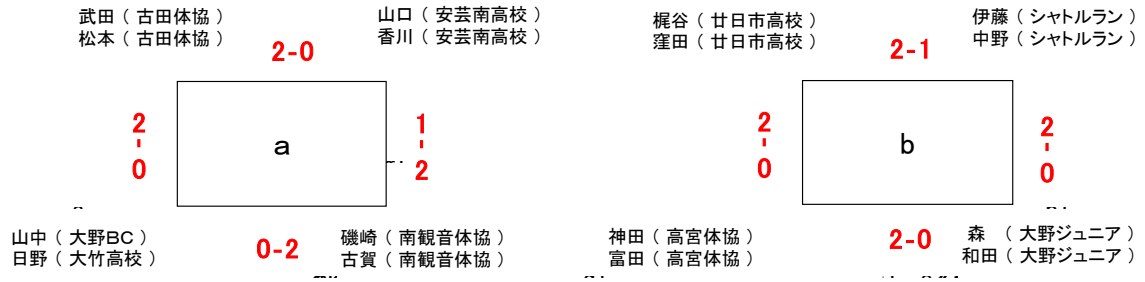 武田（ 古田体協 ）
松本（ 古田体協 ）
山口（ 安芸南高校 ）
香川（ 安芸南高校 ）
2-0
2-0
a
1-2
山中（ 大野BC ）
日野（ 大竹高校 ）
0-2
磯崎（ 南観音体協 ）
古賀（ 南観音体協 ）
梶谷（ 廿日市高校 ）
窪田（ 廿日市高校 ）
伊藤（ シャトルラン ）
中野（ シャトルラン ）
2-1
2-0
b
2-0
神田（ 高宮体協 ）
富田（ 高宮体協 ）
2-0
森　（ 大野ジュニア ）
和田（ 大野ジュニア ）